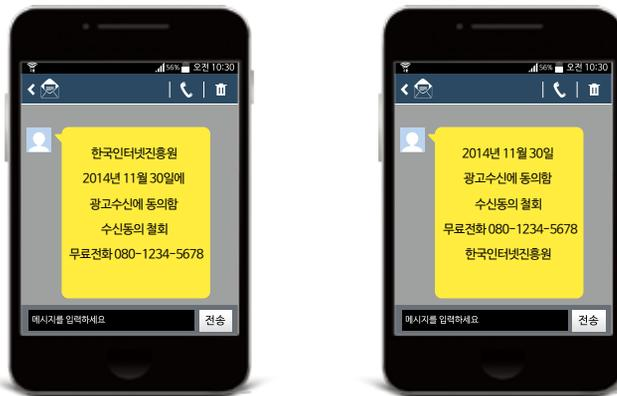 56% 오전 10:30
한국인터넷진흥원
2014년 11월 30일에
광고수신에 동의함
수신동의 철회
무료전화 080-1234-5678
메시지를 입력하세요 전송
56% 오전 10:30
2014년 11월 30일
광고수신에 동의함
수신동의 철회
무료전화 080-1234-5678
한국인터넷진흥원
메시지를 입력하세요 전송